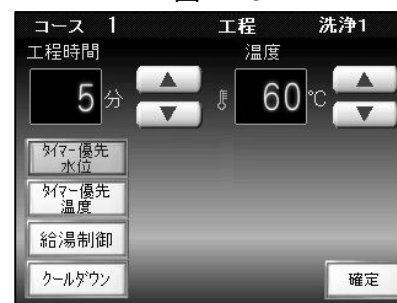 コース 1 工程 洗浄1
工程時間 温度
5 分 60 ℃
ﾀｲﾏｰ優先
水位
ﾀｲﾏｰ優先
温度
給湯制御
ｸｰﾙﾀﾞｳﾝ 確定